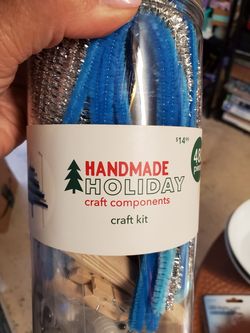 $14.99
HANDMADE
HOLIDAY
craft components
craft kit